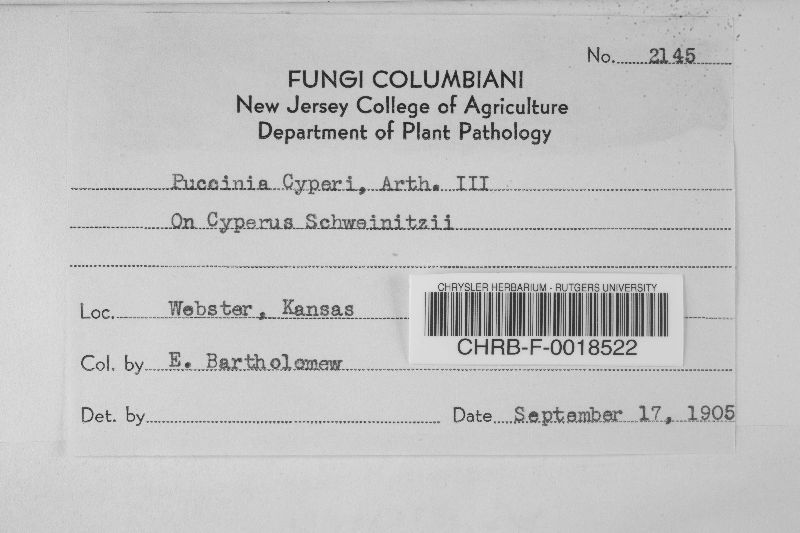 No. 2145
FUNGI COLUMBIANI
New Jersey College of Agriculture
Department of Plant Pathology
Puccinia Cyperi, Arth. III
On Cyperus Schweinitzii
CHRYSLER HERBARIUM - RUTGERS UNIVERSITY
Loc. Webster, Kansas
CHRB-F-0018522
Col. by E. Bartholomew
Det. by
Date September 17, 1905